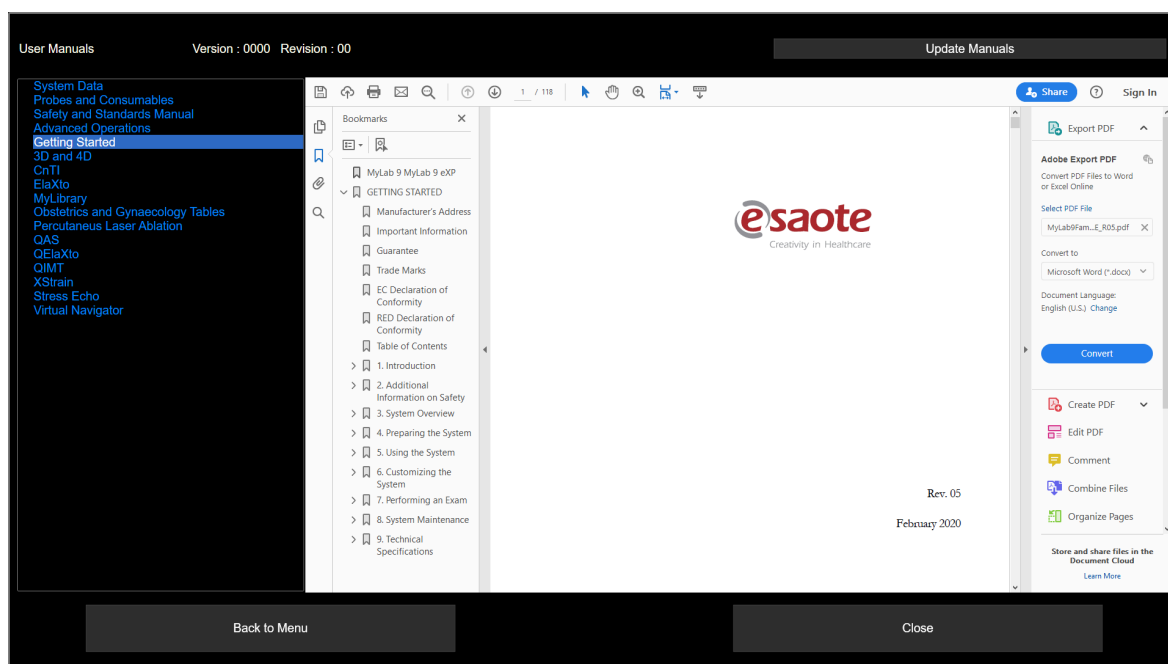 User Manuals
Version : 0000 Revision : 00
Update Manuals
System Data
Probes and Consumables
Safety and Standards Manual
Advanced Operations
Getting Started
3D and 4D
CnTI
ElaXto
MyLibrary
Obstetrics and Gynaecology Tables
Percutaneus Laser Ablation
QAS
QElaXto
QIMT
XStrain
Stress Echo
Virtual Navigator
1 / 118
Share
Sign In
Bookmarks
MyLab 9 MyLab 9 eXP
GETTING STARTED
Manufacturer's Address
Important Information
Guarantee
Trade Marks
EC Declaration of
Conformity
RED Declaration of
Conformity
Table of Contents
1. Introduction
2. Additional
Information on Safety
3. System Overview
4. Preparing the System
5. Using the System
6. Customizing the
System
7. Performing an Exam
8. System Maintenance
9. Technical
Specifications
esaote
Creativity in Healthcare
Rev. 05
February 2020
Export PDF
Adobe Export PDF
Convert PDF Files to Word
or Excel Online
Select PDF File
MyLab9Fam...E_R05.pdf
Convert to
Microsoft Word (*.docx)
Document Language:
English (U.S.) Change
Convert
Create PDF
Edit PDF
Comment
Combine Files
Organize Pages
Store and share files in the
Document Cloud
Learn More
Back to Menu
Close